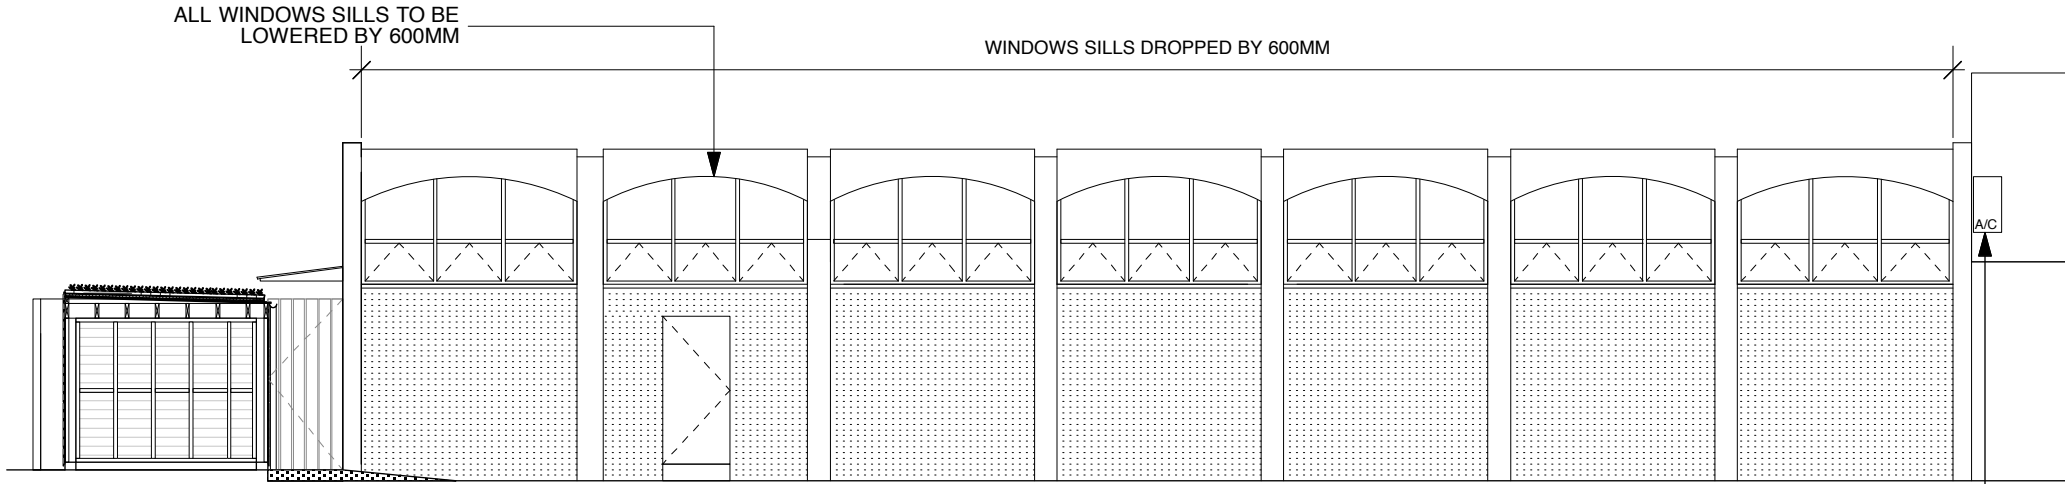 ALL WINDOWS SILLS TO BE
LOWERED BY 600MM
WINDOWS SILLS DROPPED BY 600MM
A/C